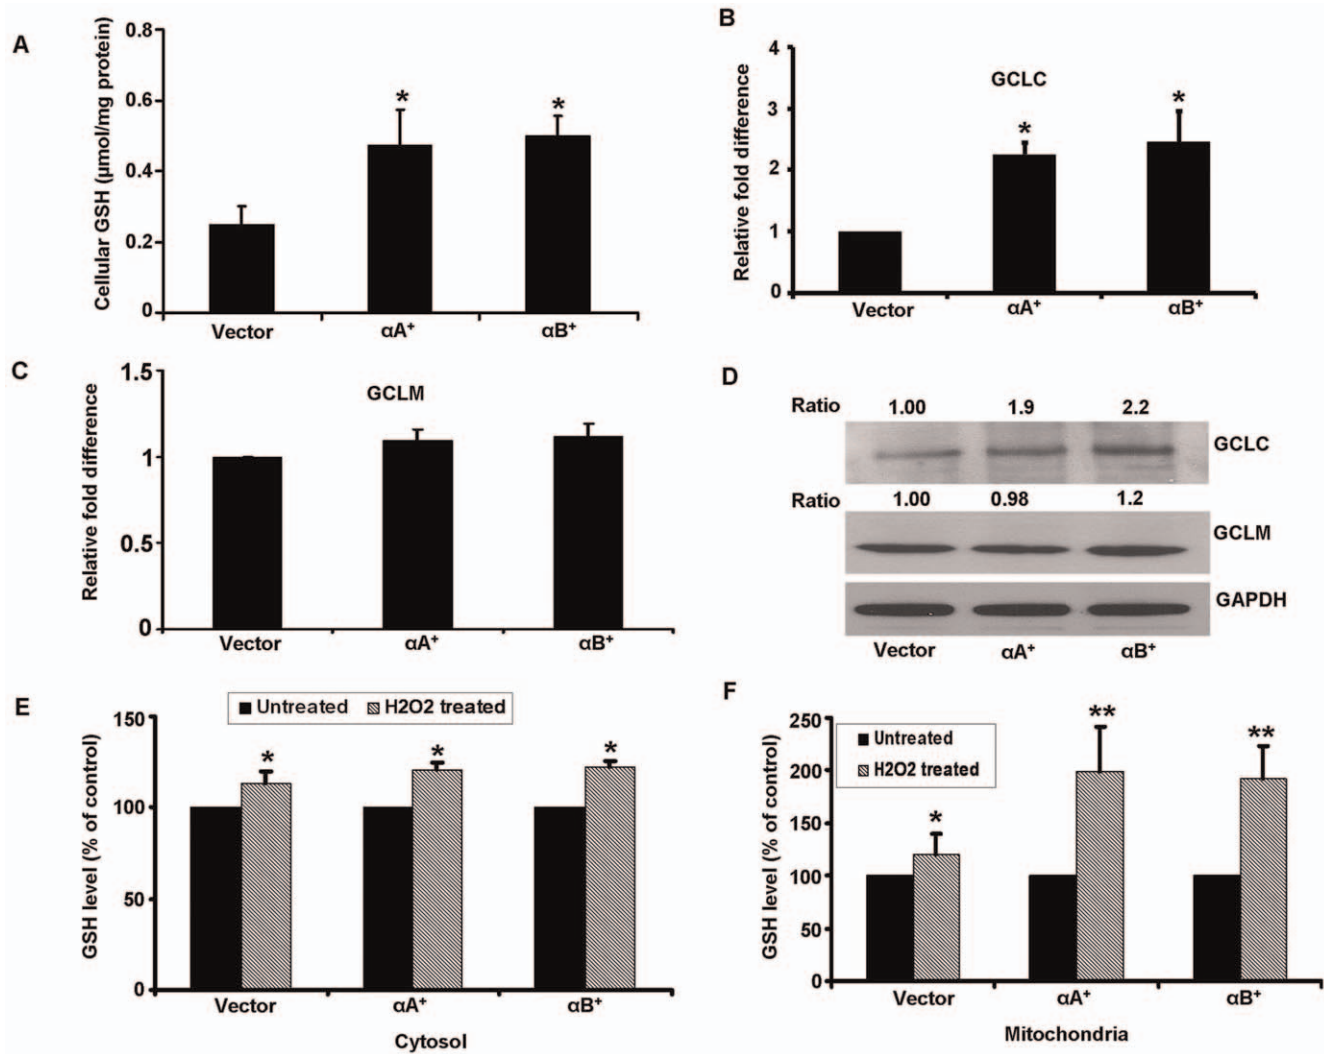 A
Cellular GSH (µmol/mg protein)
0.8
0.6
0.4
0.2
0
*
*
Vector
αA+
αB+
B
Relative fold difference
4
3
2
1
0
GCLC
*
*
Vector
αA+
αB+
C
Relative fold difference
1.5
1
0.5
0
GCLM
Vector
αA+
αB+
D
Ratio 1.00 1.9 2.2
GCLC
Ratio 1.00 0.98 1.2
GCLM
GAPDH
Vector αA+ αB+
E
Untreated H2O2 treated
GSH level (% of control)
150
100
50
0
*
*
*
Vector
αA+
αB+
Cytosol
F
Untreated
H2O2 treated
GSH level (% of control)
250
200
150
100
50
0
*
**
**
Vector
αA+
αB+
Mitochondria